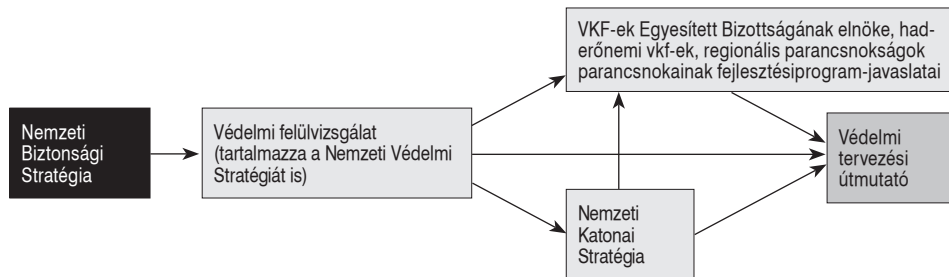 VKF-ek Egyesített Bizottságának elnöke, had-
erőnemi vkf-ek, regionális parancsnokságok
parancsnokainak fejlesztésiprogram-javaslatai
Nemzeti
Biztonsági
Stratégia
Védelmi felülvizsgálat
(tartalmazza a Nemzeti Védelmi
Stratégiát is)
Védelmi
tervezési
útmutató
Nemzeti
Katonai
Stratégia